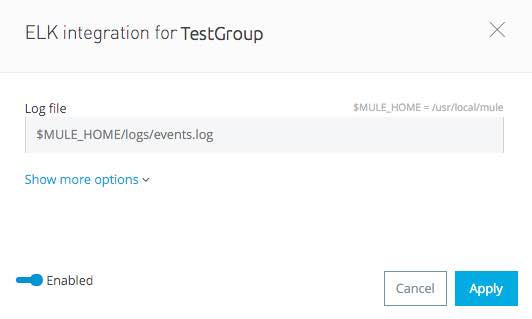 ELK integration for TestGroup
Log file
$MULE_HOME = /usr/local/mule
$MULE_HOME/logs/events.log
Show more options
Enabled
Cancel
Apply